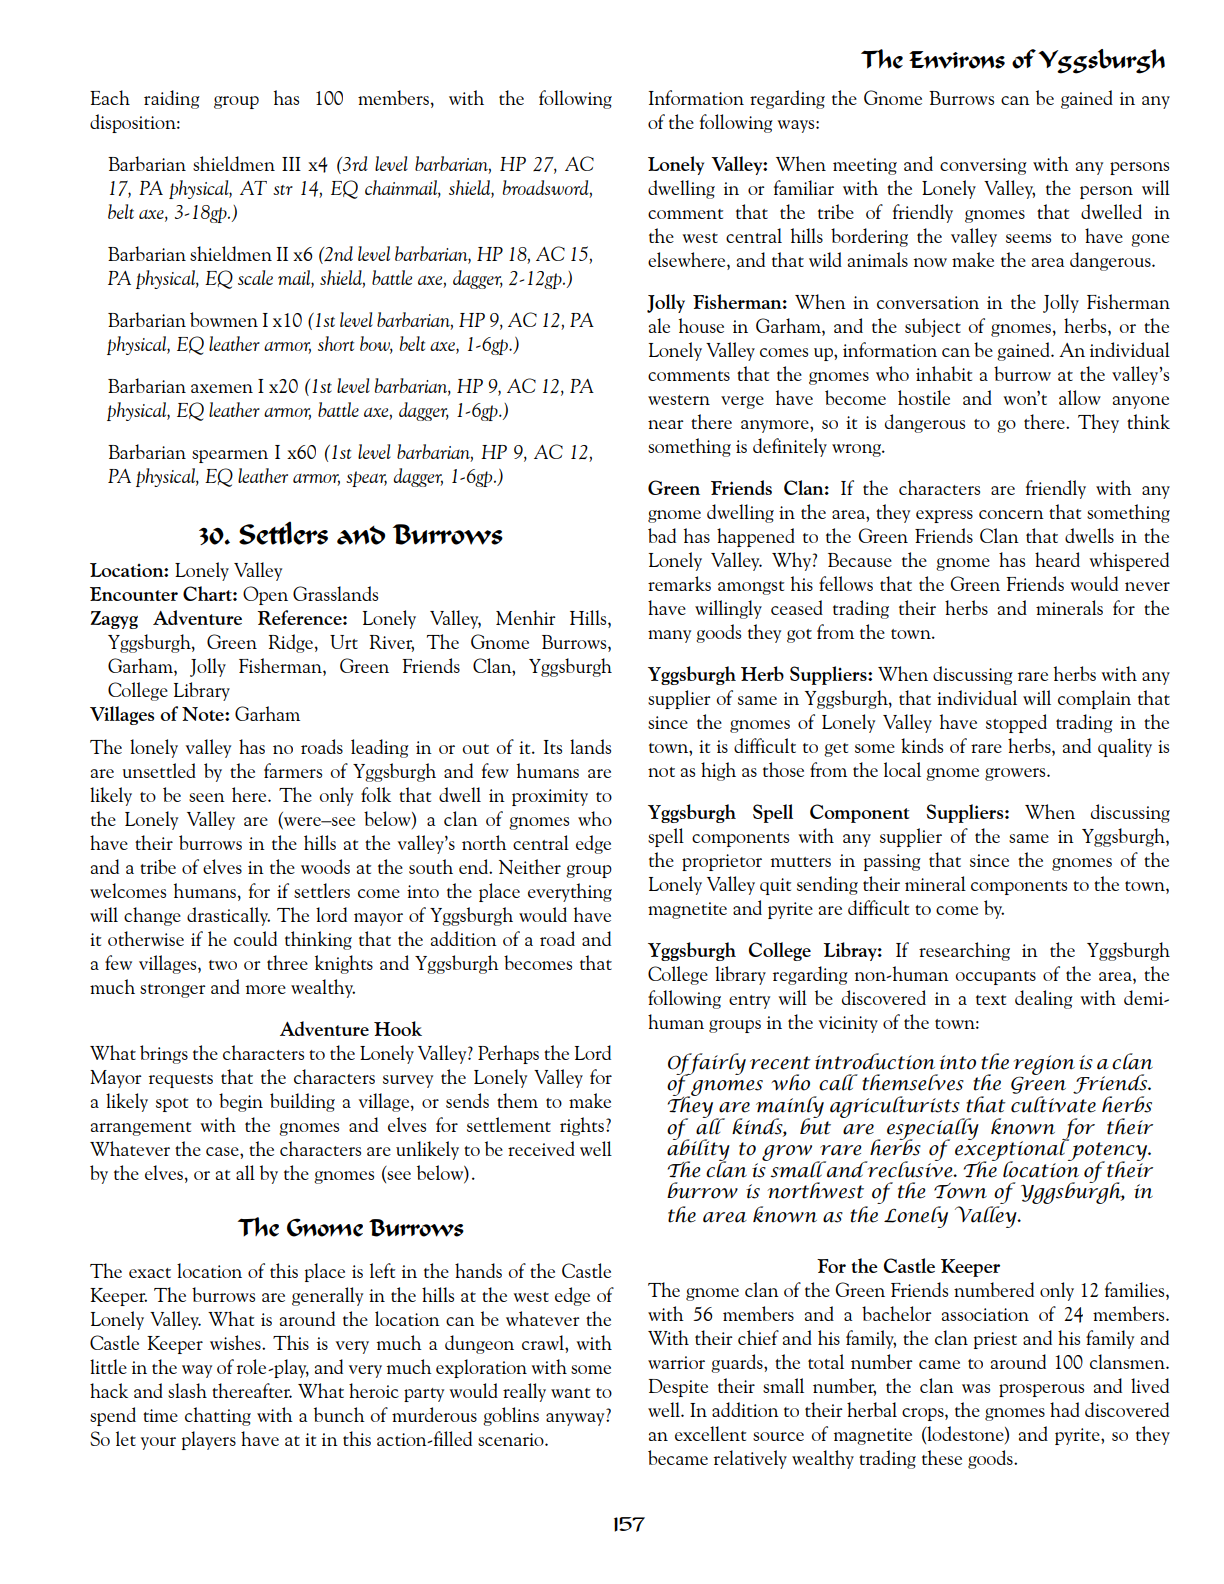 The Environs of Yggsburgh
Each raiding group has 100 members, with the following
disposition:
Barbarian shieldmen III x4 (3rd level barbarian, HP 27, AC
17, PA physical, AT str 14, EQ chainmail, shield, broadsword,
belt axe, 3-18gp.)
Barbarian shieldmen II x6 (2nd level barbarian, HP 18, AC 15,
PA physical, EQ scale mail, shield, battle axe, dagger, 2-12gp.)
Barbarian bowmen I x10 (1st level barbarian, HP 9, AC 12, PA
physical, EQ leather armor, short bow, belt axe, 1-6gp.)
Barbarian axemen I x20 (1st level barbarian, HP 9, AC 12, PA
physical, EQ leather armor, battle axe, dagger, 1-6gp.)
Barbarian spearmen I x60 (1st level barbarian, HP 9, AC 12,
PA physical, EQ leather armor, spear, dagger, 1-6gp.)
30. Settlers and Burrows
Location: Lonely Valley
Encounter Chart: Open Grasslands
Zagyg Adventure Reference: Lonely Valley, Menhir Hills,
Yggsburgh, Green Ridge, Urt River, The Gnome Burrows,
Garham, Jolly Fisherman, Green Friends Clan, Yggsburgh
College Library
Villages of Note: Garham
The lonely valley has no roads leading in or out of it. Its lands
are unsettled by the farmers of Yggsburgh and few humans are
likely to be seen here. The only folk that dwell in proximity to
the Lonely Valley are (were–see below) a clan of gnomes who
have their burrows in the hills at the valley's north central edge
and a tribe of elves in the woods at the south end. Neither group
welcomes humans, for if settlers come into the place everything
will change drastically. The lord mayor of Yggsburgh would have
it otherwise if he could thinking that the addition of a road and
a few villages, two or three knights and Yggsburgh becomes that
much stronger and more wealthy.
Adventure Hook
What brings the characters to the Lonely Valley? Perhaps the Lord
Mayor requests that the characters survey the Lonely Valley for
a likely spot to begin building a village, or sends them to make
arrangement with the gnomes and elves for settlement rights?
Whatever the case, the characters are unlikely to be received well
by the elves, or at all by the gnomes (see below).
The Gnome Burrows
The exact location of this place is left in the hands of the Castle
Keeper. The burrows are generally in the hills at the west edge of
Lonely Valley. What is around the location can be whatever the
Castle Keeper wishes. This is very much a dungeon crawl, with
little in the way of role-play, and very much exploration with some
hack and slash thereafter. What heroic party would really want to
spend time chatting with a bunch of murderous goblins anyway?
So let your players have at it in this action-filled scenario.
Information regarding the Gnome Burrows can be gained in any
of the following ways:
Lonely Valley: When meeting and conversing with any persons
dwelling in or familiar with the Lonely Valley, the person will
comment that the tribe of friendly gnomes that dwelled in
the west central hills bordering the valley seems to have gone
elsewhere, and that wild animals now make the area dangerous.
Jolly Fisherman: When in conversation in the Jolly Fisherman
ale house in Garham, and the subject of gnomes, herbs, or the
Lonely Valley comes up, information can be gained. An individual
comments that the gnomes who inhabit a burrow at the valley's
western verge have become hostile and won't allow anyone
near there anymore, so it is dangerous to go there. They think
something is definitely wrong.
Green Friends Clan: If the characters are friendly with any
gnome dwelling in the area, they express concern that something
bad has happened to the Green Friends Clan that dwells in the
Lonely Valley. Why? Because the gnome has heard whispered
remarks amongst his fellows that the Green Friends would never
have willingly ceased trading their herbs and minerals for the
many goods they got from the town.
Yggsburgh Herb Suppliers: When discussing rare herbs with any
supplier of same in Yggsburgh, that individual will complain that
since the gnomes of Lonely Valley have stopped trading in the
town, it is difficult to get some kinds of rare herbs, and quality is
not as high as those from the local gnome growers.
Yggsburgh Spell Component Suppliers: When discussing
spell components with any supplier of the same in Yggsburgh,
the proprietor mutters in passing that since the gnomes of the
Lonely Valley quit sending their mineral components to the town,
magnetite and pyrite are difficult to come by.
Yggsburgh College Libray: If researching in the Yggsburgh
College library regarding non-human occupants of the area, the
following entry will be discovered in a text dealing with demi-
human groups in the vicinity of the town:
Of fairly recent introduction into the region is a clan
of gnomes who call themselves the Green Friends.
They are mainly agriculturists that cultivate herbs
of all kinds, but are especially known for their
ability to grow rare herbs of exceptional potency.
The clan is small and reclusive. The location of their
burrow is northwest of the Town of Yggsburgh, in
the area known as the Lonely Valley.
For the Castle Keeper
The gnome clan of the Green Friends numbered only 12 families,
with 56 members and a bachelor association of 24 members.
With their chief and his family, the clan priest and his family and
warrior guards, the total number came to around 100 clansmen.
Despite their small number, the clan was prosperous and lived
well. In addition to their herbal crops, the gnomes had discovered
an excellent source of magnetite (lodestone) and pyrite, so they
became relatively wealthy trading these goods.
157